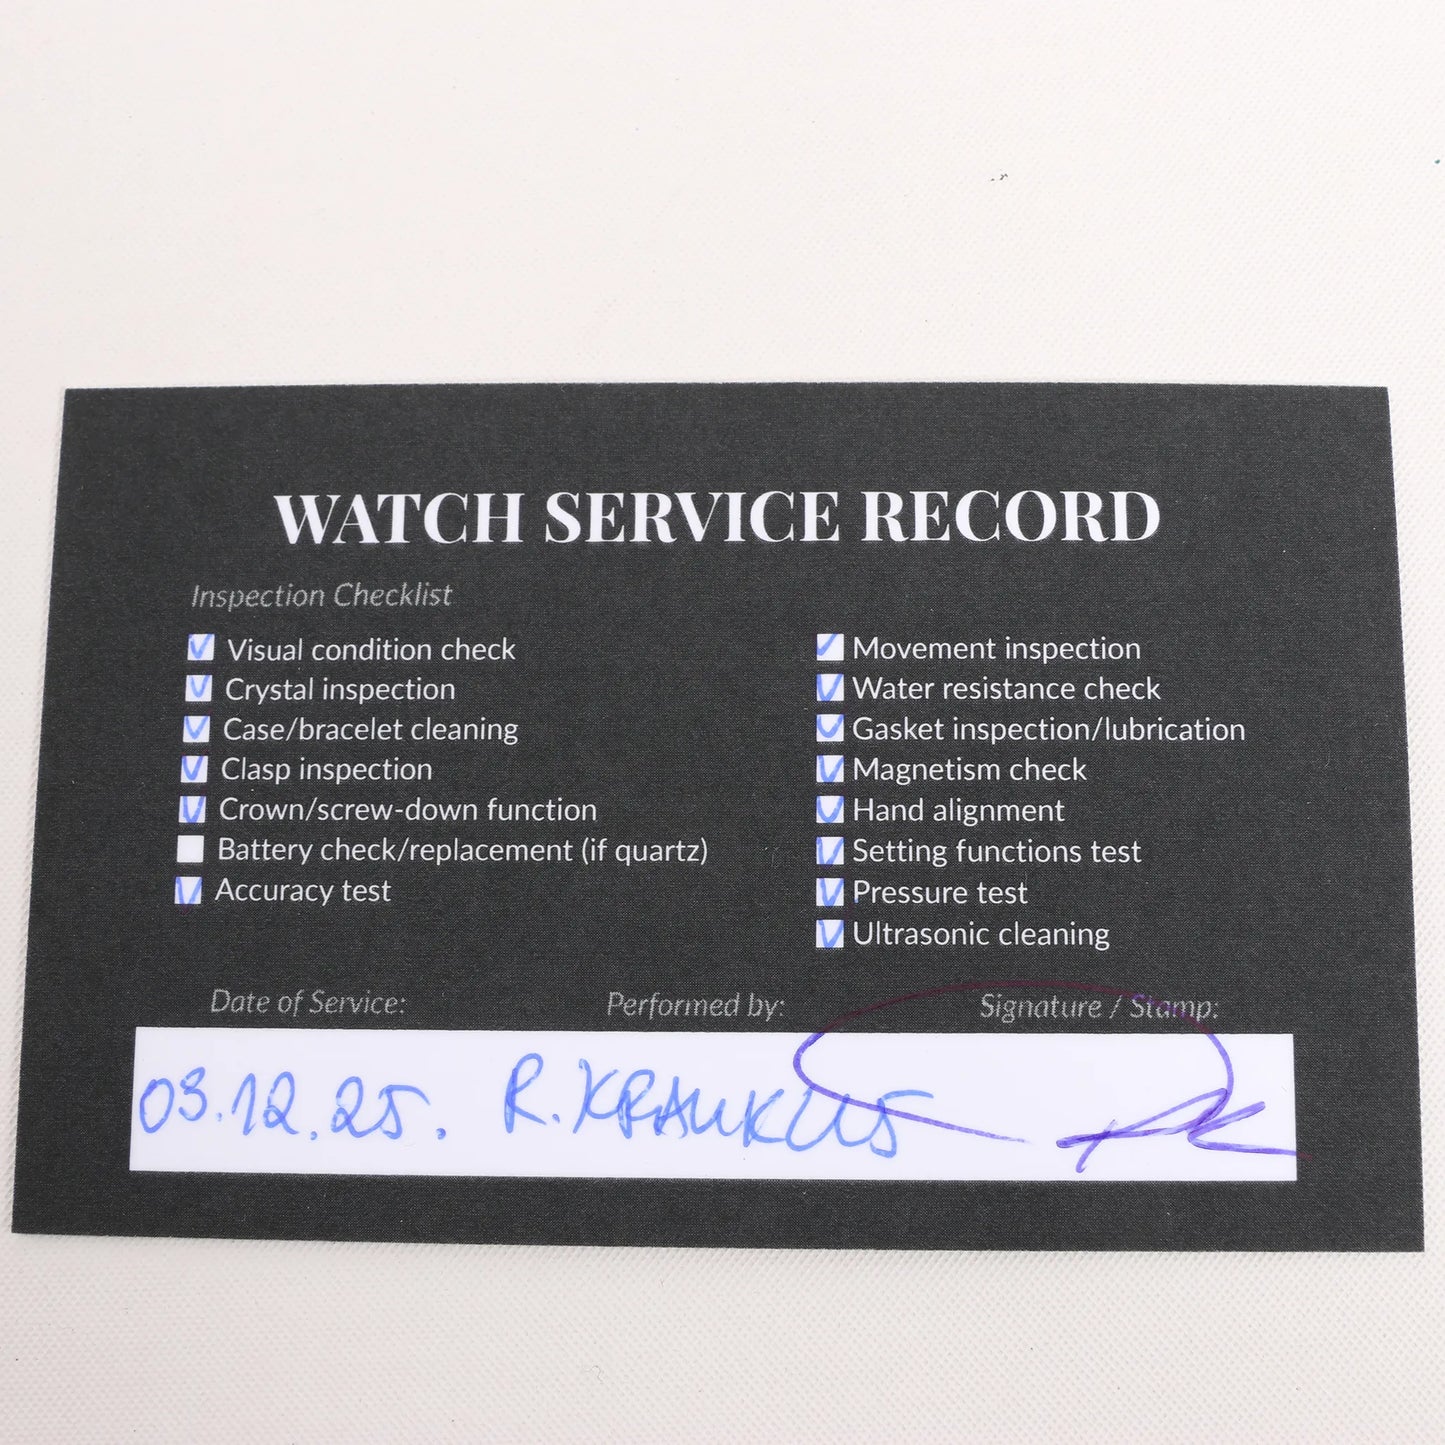 WATCH SERVICE RECORD
Inspection Checklist
Visual condition check
Crystal inspection
Case/bracelet cleaning
Clasp inspection
Crown/screw-down function
Battery check/replacement (if quartz)
Accuracy test
Movement inspection
Water resistance check
Gasket inspection/lubrication
Magnetism check
Hand alignment
Setting functions test
Pressure test
Ultrasonic cleaning
Date of Service: Performed by: Signature / Stamp:
03.12.25. R.